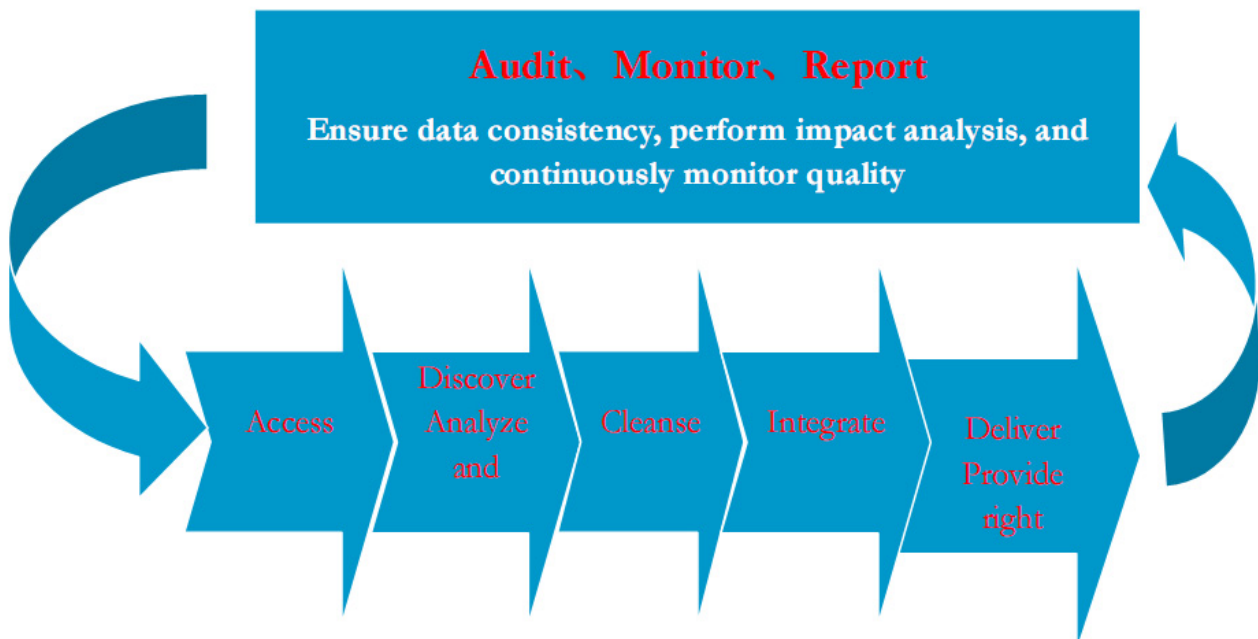 Audit、Monitor、Report
Ensure data consistency, perform impact analysis, and
continuously monitor quality
Access
Discover
Analyze
and
Cleanse
Integrate
Deliver
Provide
right